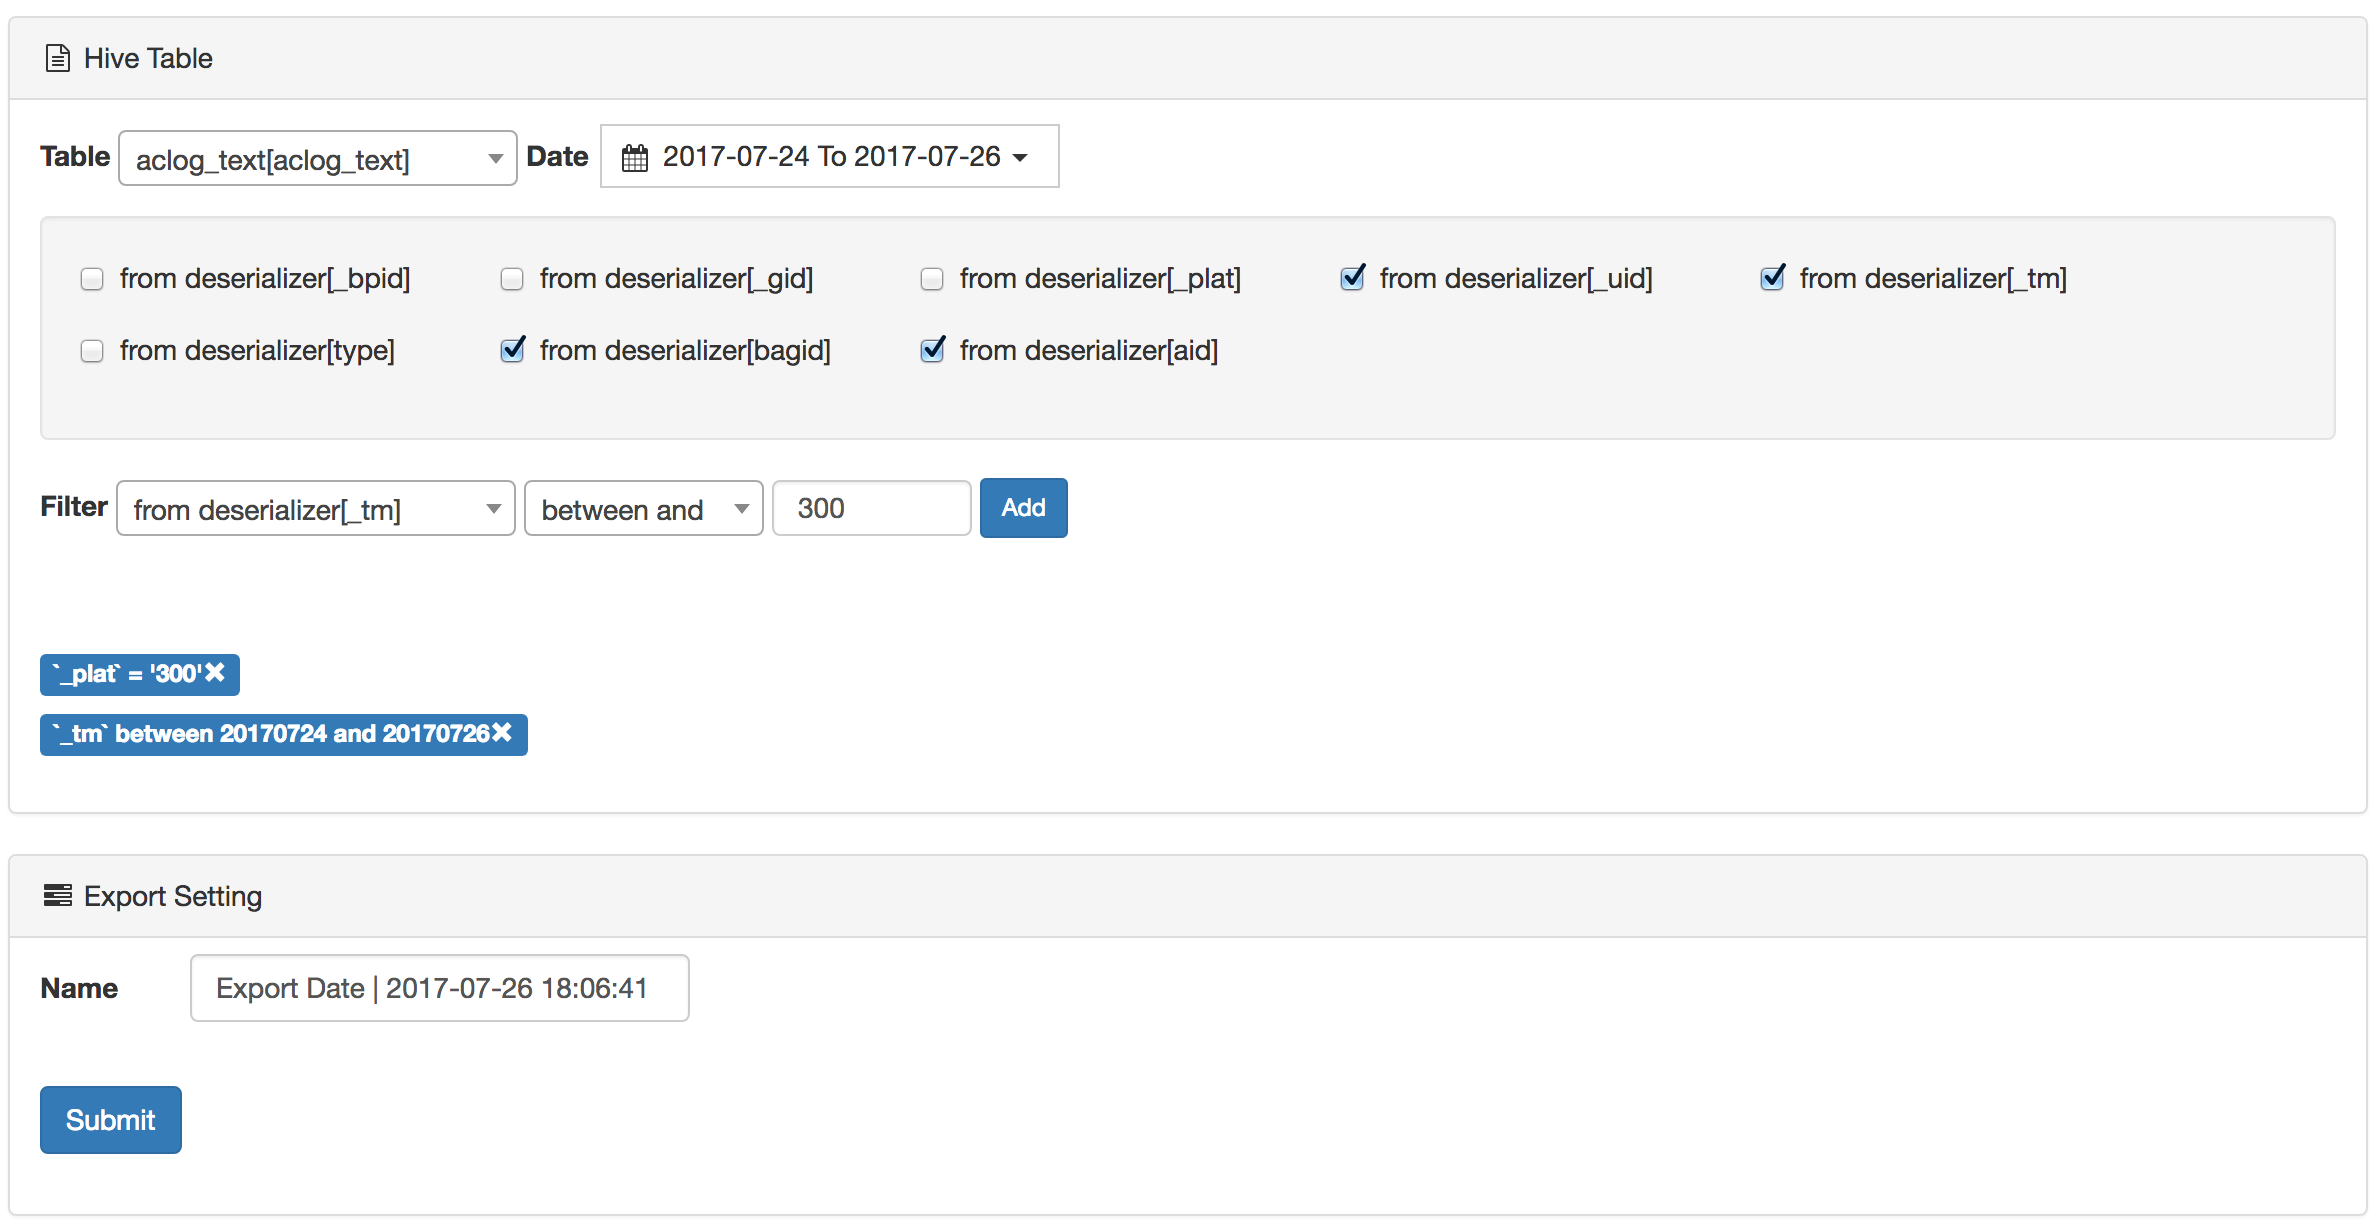 Hive Table
Table aclog_text[aclog_text] Date 2017-07-24 To 2017-07-26
from deserializer[_bpid] from deserializer[_gid] from deserializer[_plat] from deserializer[_uid] from deserializer[_tm]
from deserializer[type] from deserializer[bagid] from deserializer[aid]
Filter from deserializer[_tm] between and 300 Add
`_plat` = '300'
`_tm` between 20170724 and 20170726
Export Setting
Name Export Date | 2017-07-26 18:06:41
Submit